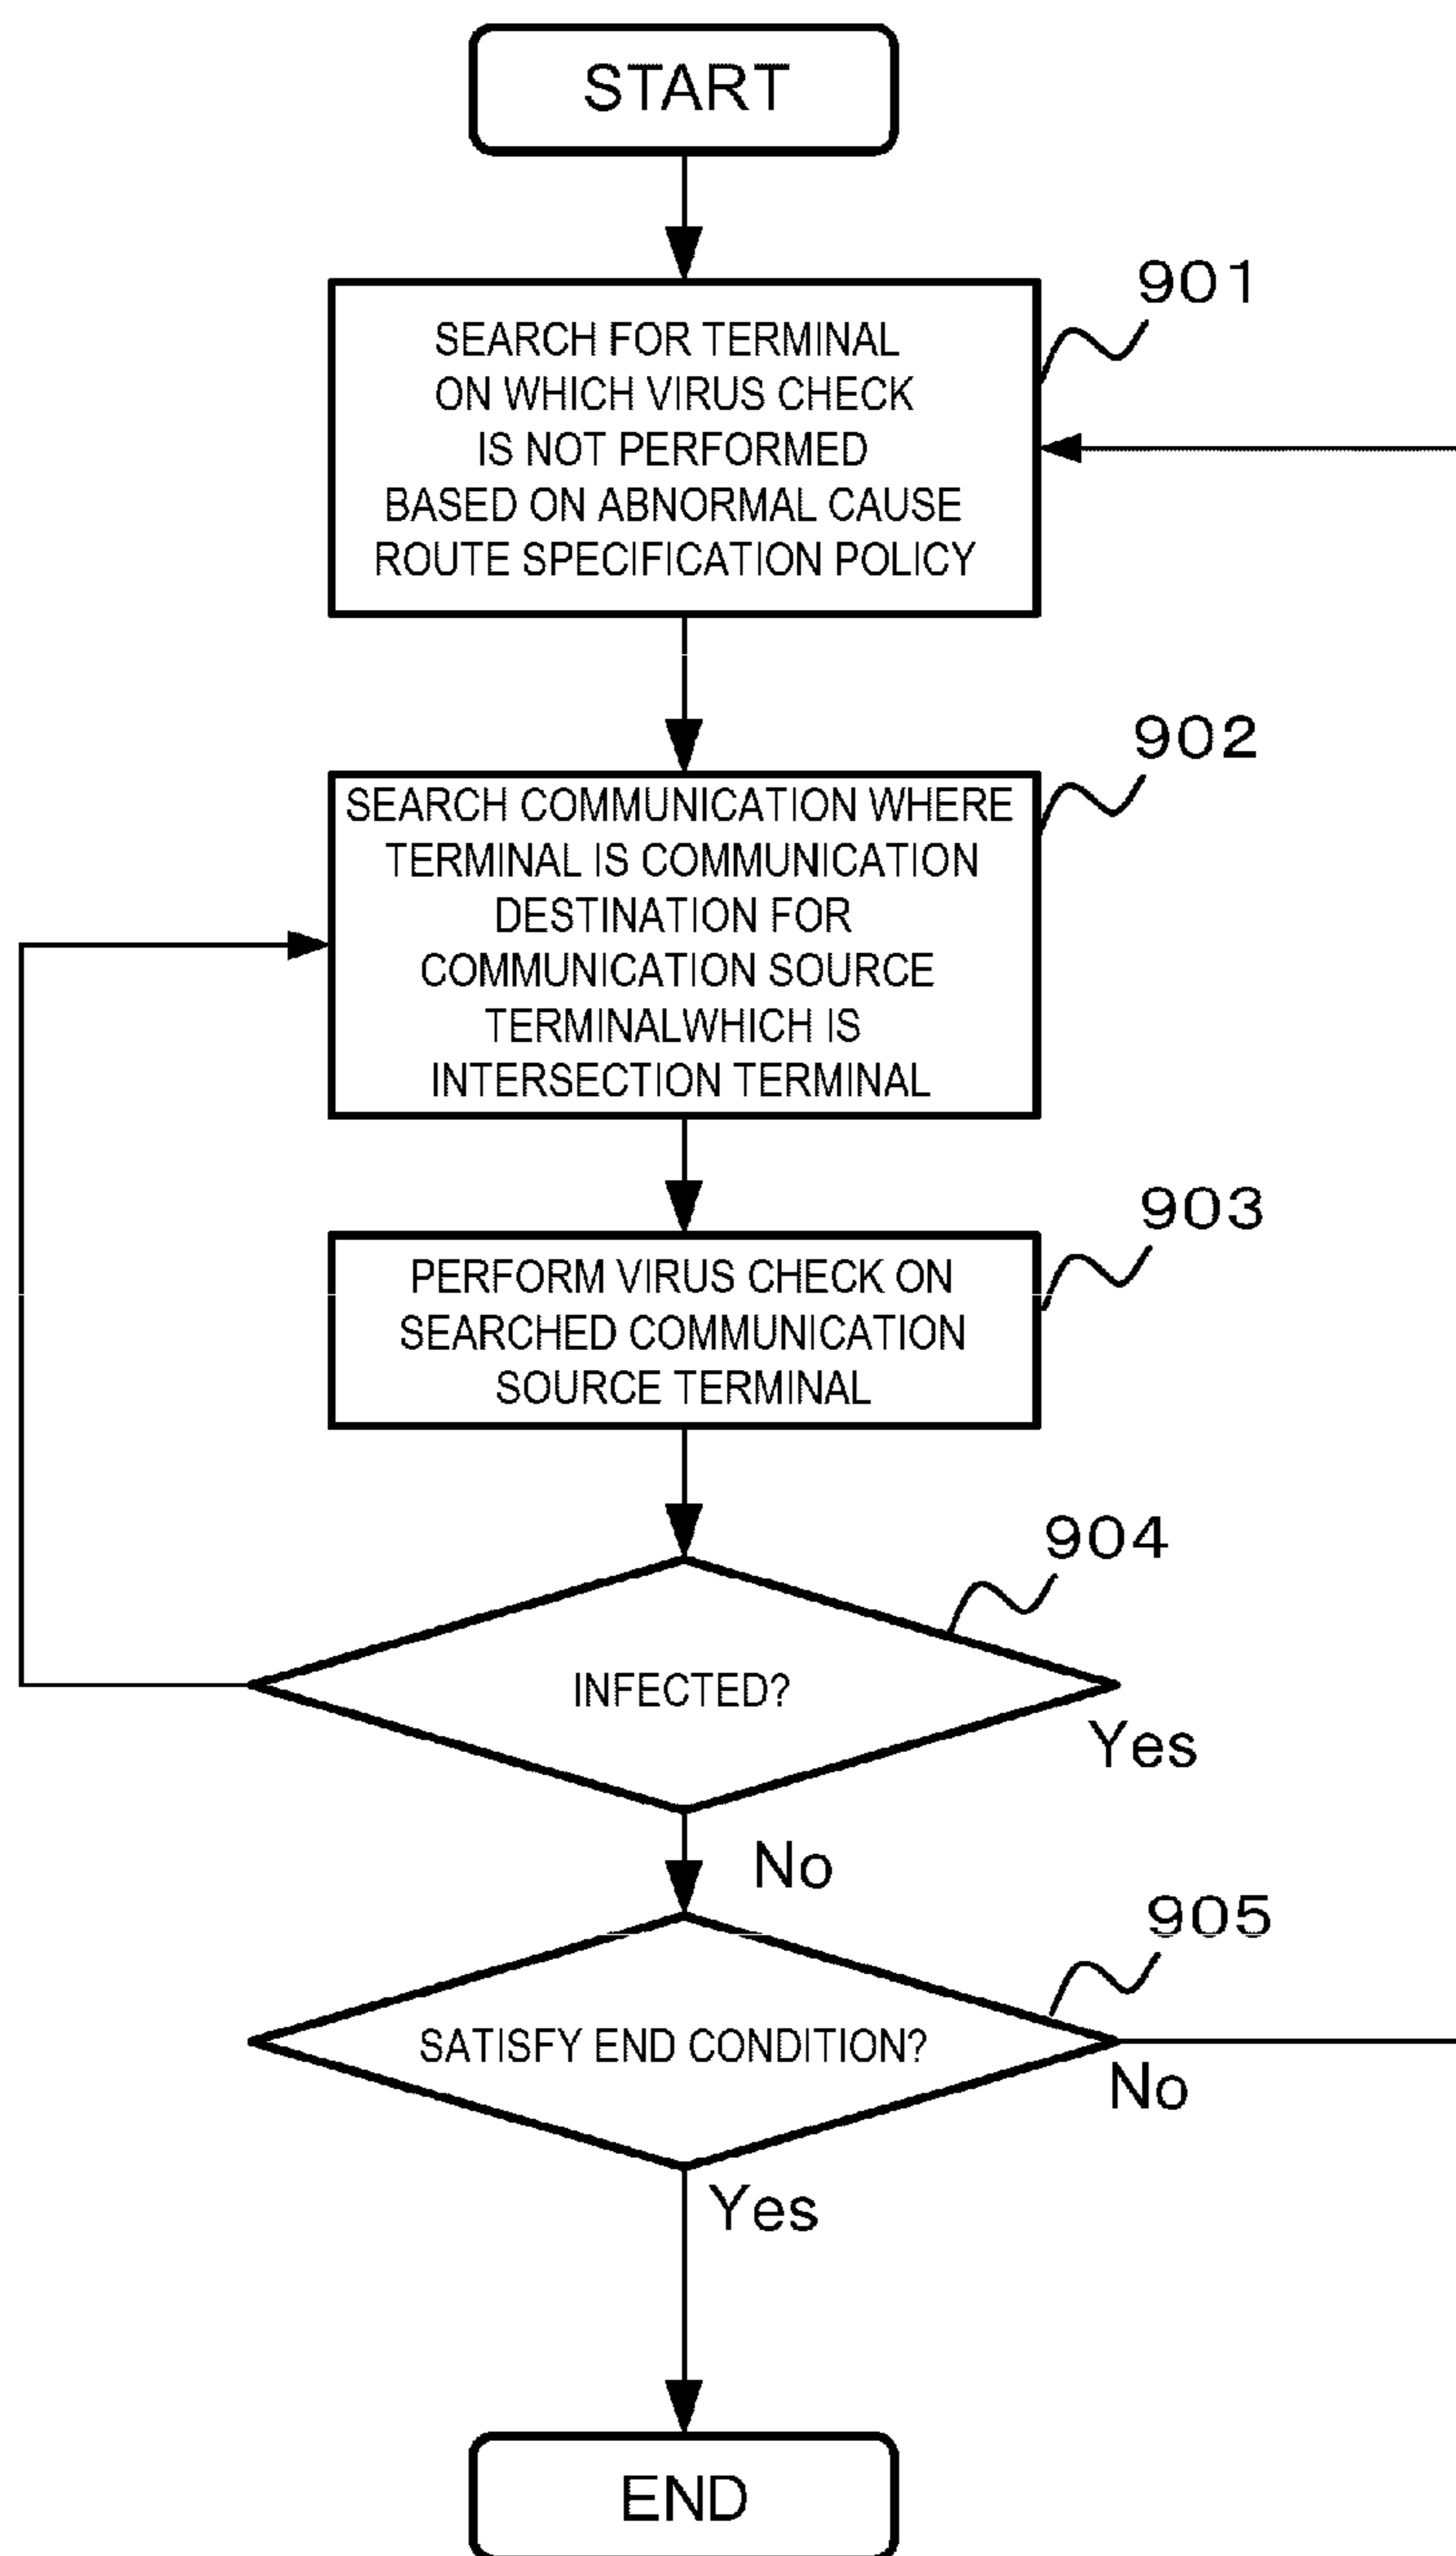 START
901
SEARCH FOR TERMINAL
ON WHICH VIRUS CHECK
IS NOT PERFORMED
BASED ON ABNORMAL CAUSE
ROUTE SPECIFICATION POLICY
902
SEARCH COMMUNICATION WHERE
TERMINAL IS COMMUNICATION
DESTINATION FOR
COMMUNICATION SOURCE
TERMINALWHICH IS
INTERSECTION TERMINAL
903
PERFORM VIRUS CHECK ON
SEARCHED COMMUNICATION
SOURCE TERMINAL
904
INFECTED?
Yes
No
905
SATISFY END CONDITION?
No
Yes
END